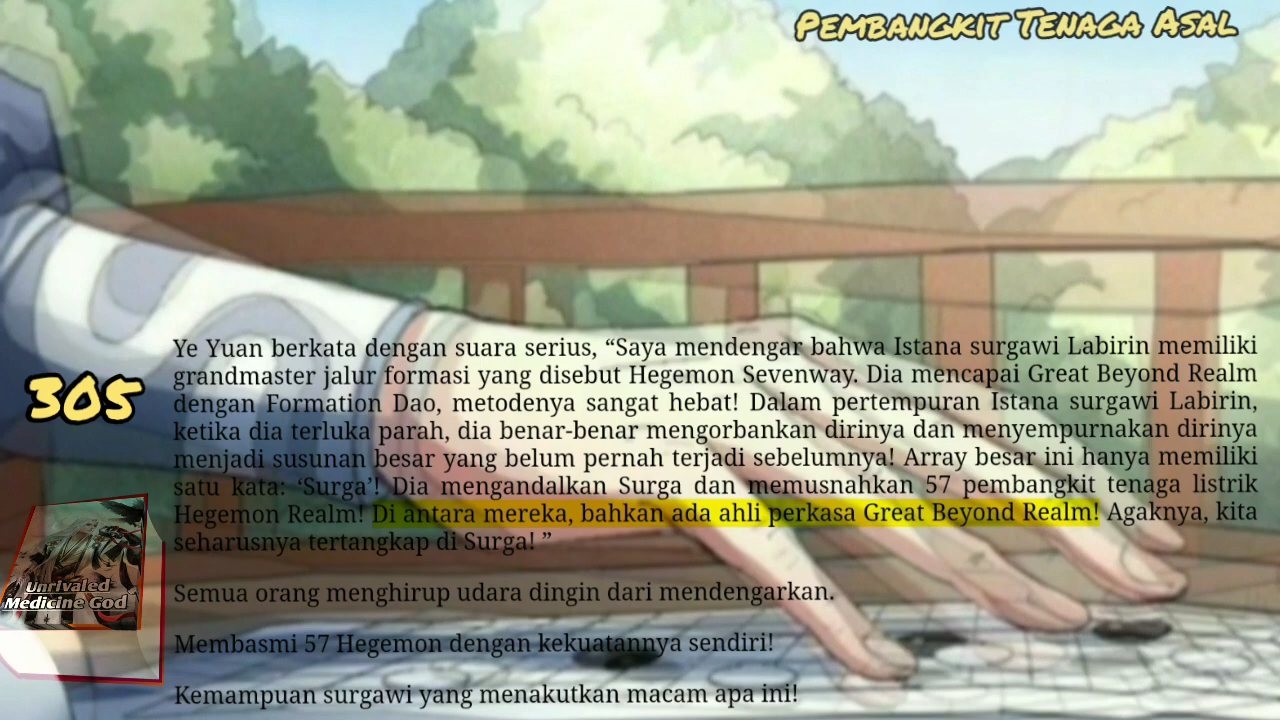 Pembangkit Tenaga Asal
Ye Yuan berkata dengan suara serius, “Saya mendengar bahwa Istana surgawi Labirin memiliki
grandmaster jalur formasi yang disebut Hegemon Sevenway. Dia mencapai Great Beyond Realm
dengan Formation Dao, metodenya sangat hebat! Dalam pertempuran Istana surgawi Labirin,
ketika dia terluka parah, dia benar-benar mengorbankan dirinya dan menyempurnakan dirinya
menjadi susunan besar yang belum pernah terjadi sebelumnya! Array besar ini hanya memiliki
satu kata: ‘Surga’! Dia mengandalkan Surga dan memusnahkan 57 pembangkit tenaga listrik
Hegemon Realm! Di antara mereka, bahkan ada ahli perkasa Great Beyond Realm! Agaknya, kita
seharusnya tertangkap di Surga! ”
305
Unrivaled
Medicine God
Semua orang menghirup udara dingin dari mendengarkan.
Membasmi 57 Hegemon dengan kekuatannya sendiri!
Kemampuan surgawi yang menakutkan macam apa ini!